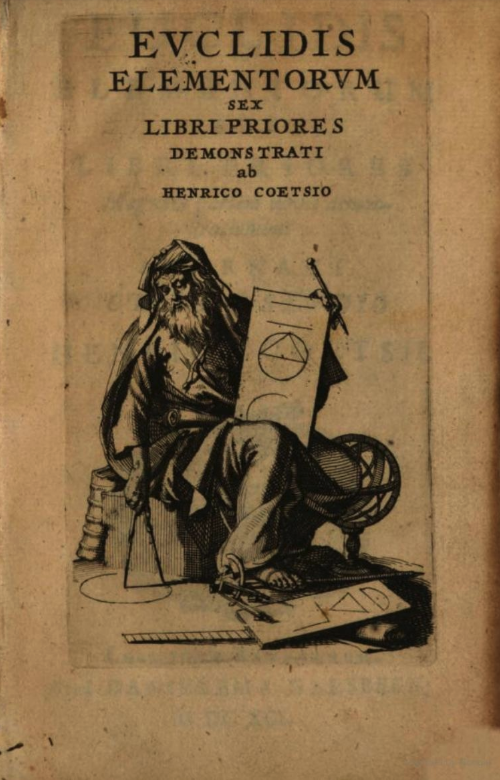 EVCLIDIS
ELEMENTORVM
SEX
LIBRI PRIORES
DEMONSTRATI
ab
HENRICO COETSIO